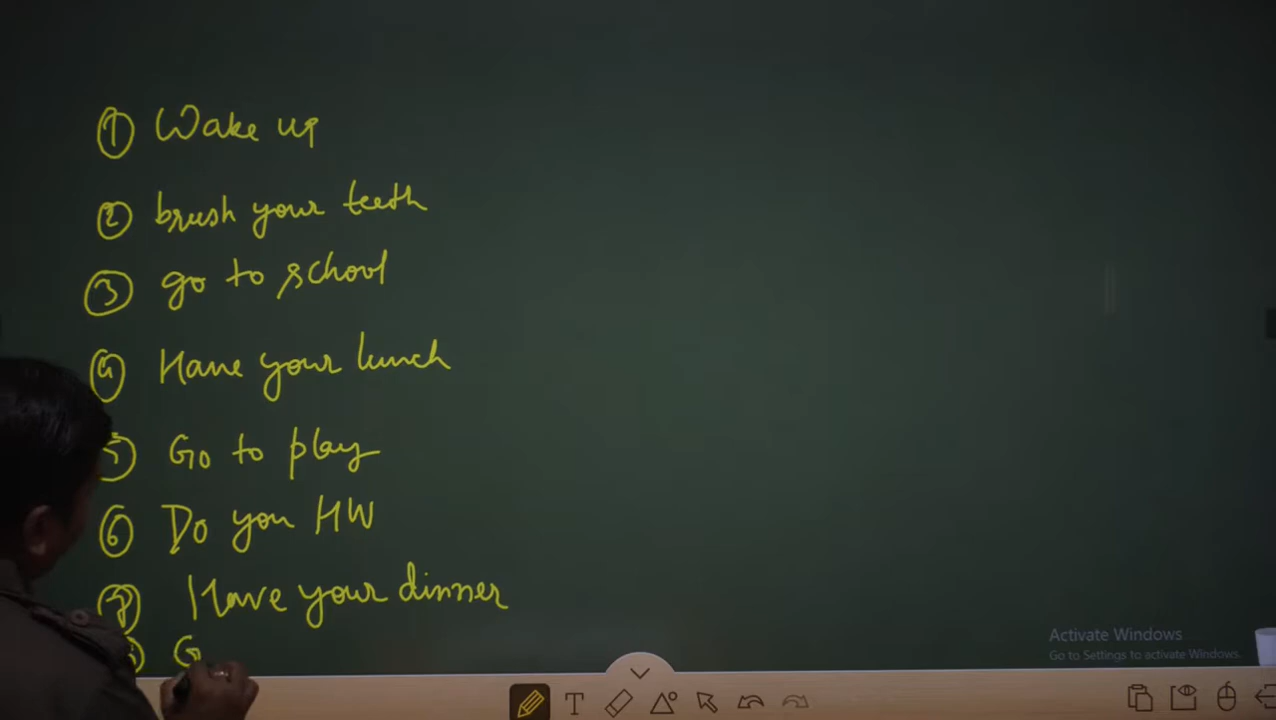 ① Wake up
② brush your teeth
③ go to school
④ Have your lunch
⑤ Go to play
⑥ Do you HW
⑦ Have your dinner
G
Activate Windows
Go to Settings to activate Windows.
T